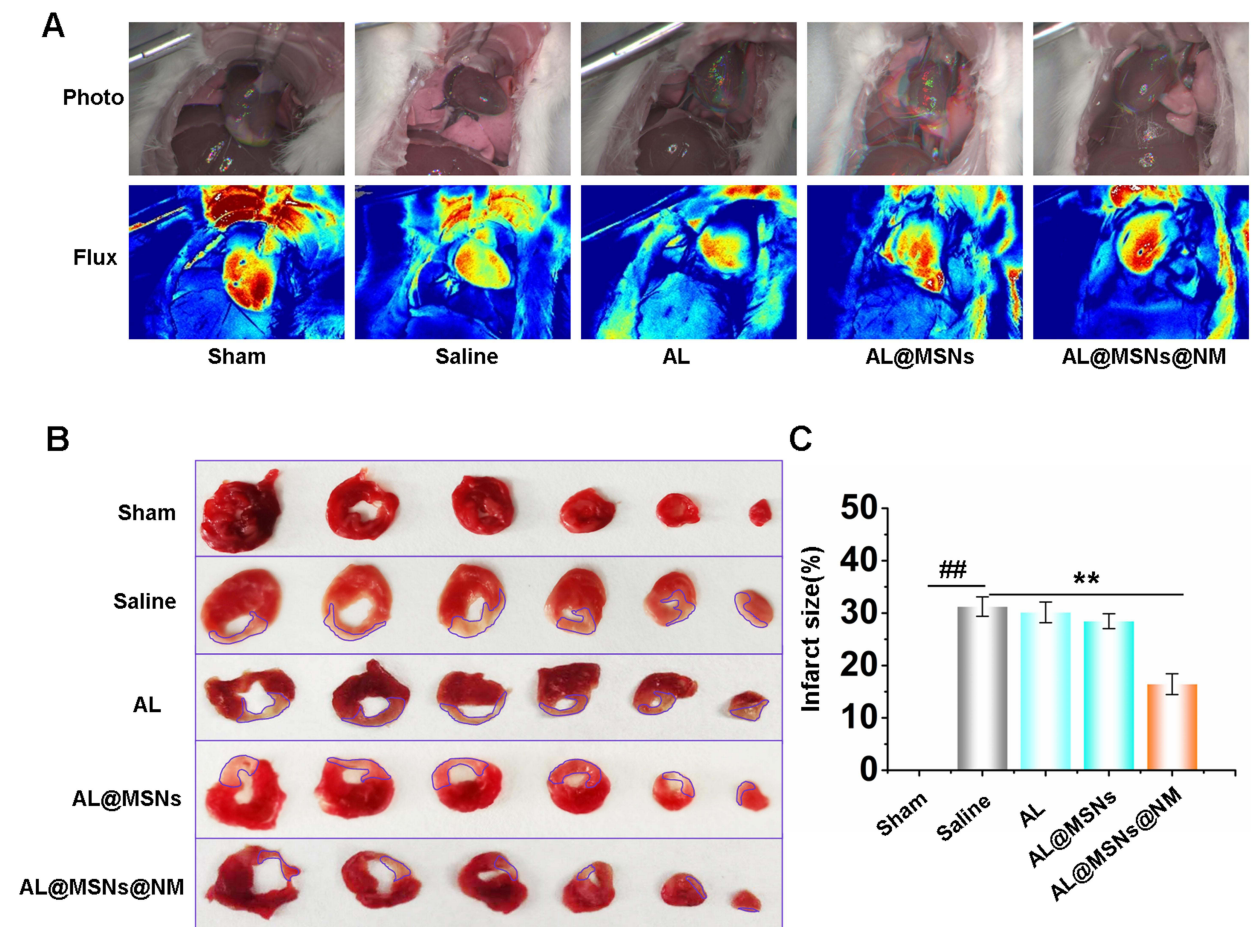 A
Photo
Flux
Sham Saline AL AL@MSNs AL@MSNs@NM
B
Sham
Saline
AL
AL@MSNs
AL@MSNs@NM
C
Infarct size(%)
50
40
30
20
10
0
##
**
Sham Saline AL AL@MSNs AL@MSNs@NM